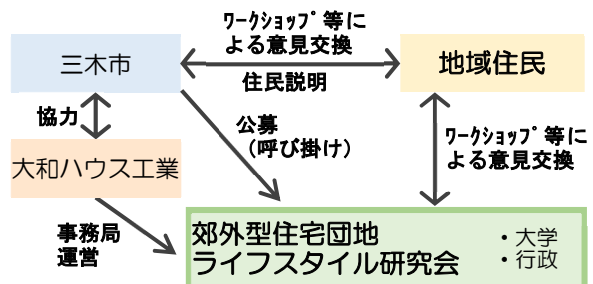 ﾜｰｸｼｮｯﾌﾟ等に
よる意見交換
三木市
地域住民
住民説明
協力
公募
（呼び掛け）
ﾜｰｸｼｮｯﾌﾟ等に
よる意見交換
大和ハウス工業
事務局
運営
郊外型住宅団地
ライフスタイル研究会
・大学
・行政